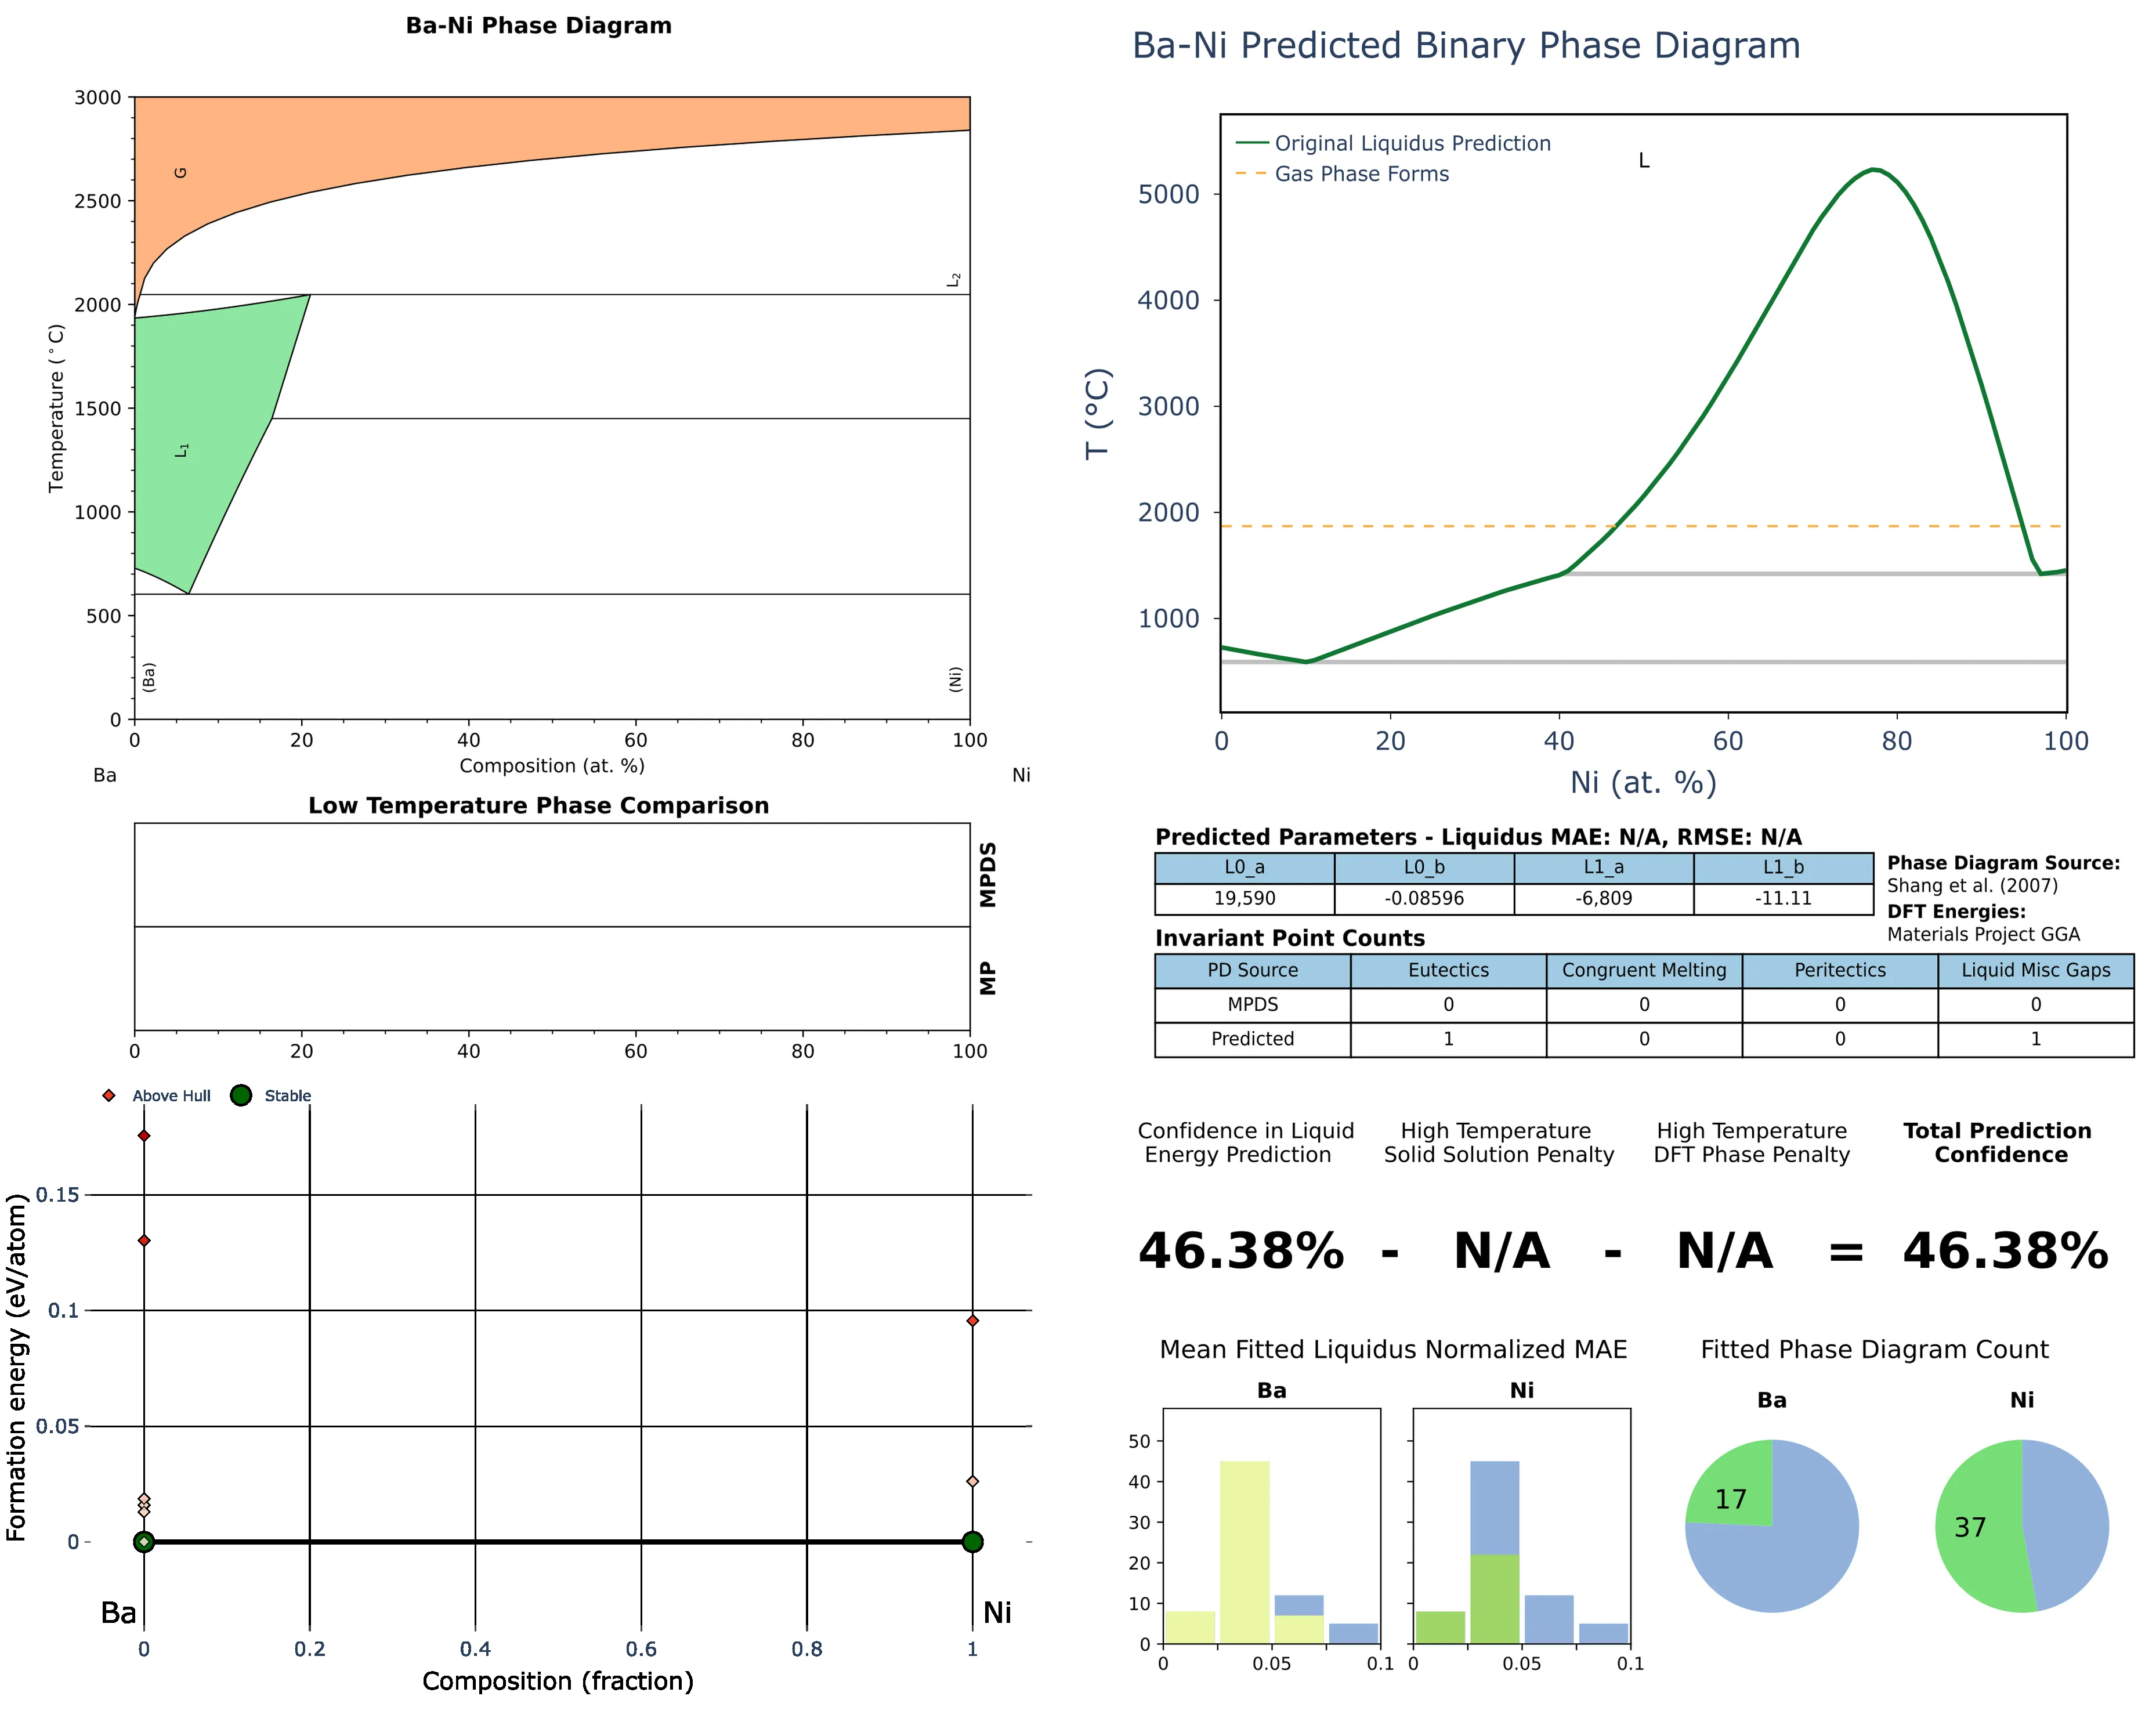 Ba-Ni Phase Diagram
3000
2500
2000
1500
1000
500
0
Temperature (°C)
G
L2
L1
(Ba)
(Ni)
0 20 40 60 80 100
Composition (at. %)
Ba Ni
Low Temperature Phase Comparison
MPDS
MP
0 20 40 60 80 100
Above Hull Stable
0.15
0.1
0.05
0
Formation energy (eV/atom)
Ba Ni
0 0.2 0.4 0.6 0.8 1
Composition (fraction)
Ba-Ni Predicted Binary Phase Diagram
Original Liquidus Prediction
Gas Phase Forms
L
5000
4000
3000
2000
1000
T (°C)
0 20 40 60 80 100
Ni (at. %)
Predicted Parameters - Liquidus MAE: N/A, RMSE: N/A
L0_a L0_b L1_a L1_b
19,590 -0.08596 -6,809 -11.11
Phase Diagram Source:
Shang et al. (2007)
DFT Energies:
Materials Project GGA
Invariant Point Counts
PD Source Eutectics Congruent Melting Peritectics Liquid Misc Gaps
MPDS 0 0 0 0
Predicted 1 0 0 1
Confidence in Liquid
Energy Prediction
High Temperature
Solid Solution Penalty
High Temperature
DFT Phase Penalty
Total Prediction
Confidence
46.38% - N/A - N/A = 46.38%
Mean Fitted Liquidus Normalized MAE
Ba Ni
50
40
30
20
10
0
0 0.05 0.1 0 0.05 0.1
Fitted Phase Diagram Count
Ba Ni
17 37